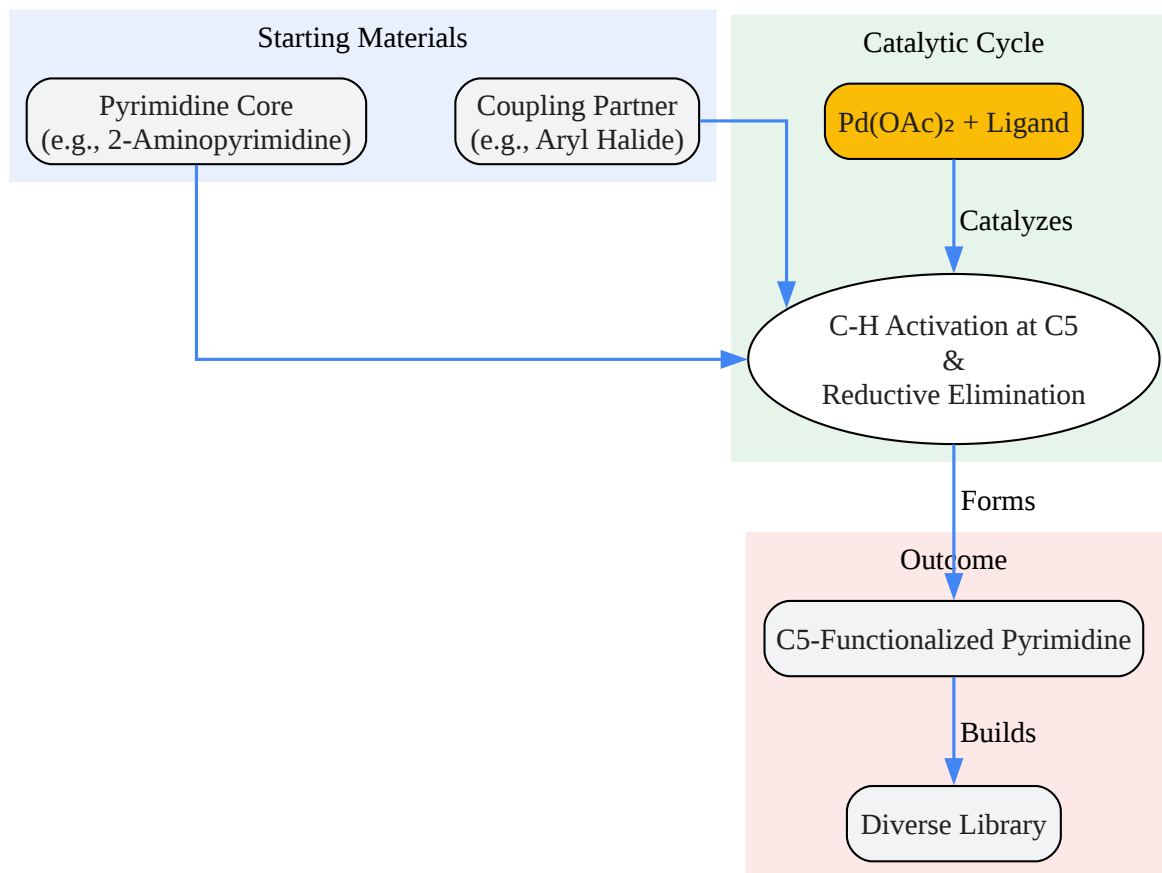 Starting Materials
Pyrimidine Core
(e.g., 2-Aminopyrimidine)
Coupling Partner
(e.g., Aryl Halide)
Catalytic Cycle
Pd(OAc)₂ + Ligand
Catalyzes
C-H Activation at C5
&
Reductive Elimination
Forms
Outcome
C5-Functionalized Pyrimidine
Builds
Diverse Library